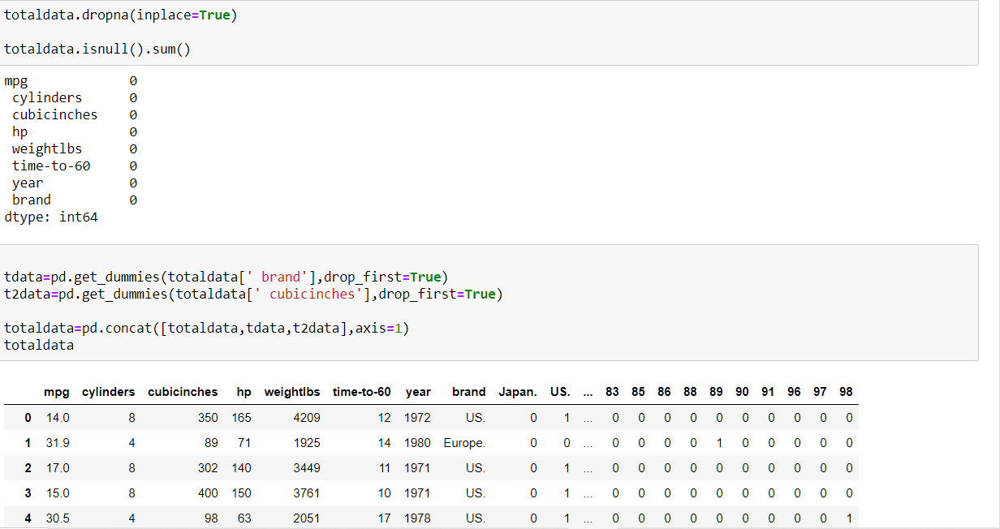 totaldata.dropna(inplace=True)
totaldata.isnull().sum()
mpg 0
cylinders 0
cubicinches 0
hp 0
weightlbs 0
time-to-60 0
year 0
brand 0
dtype: int64
tdata=pd.get_dummies(totaldata[' brand'],drop_first=True)
t2data=pd.get_dummies(totaldata[' cubicinches'],drop_first=True)
totaldata=pd.concat([totaldata,tdata,t2data],axis=1)
totaldata
mpg cylinders cubicinches hp weightlbs time-to-60 year brand Japan. US. ... 83 85 86 88 89 90 91 96 97 98
0 14.0 8 350 165 4209 12 1972 US. 0 1 ... 0 0 0 0 0 0 0 0 0 0
1 31.9 4 89 71 1925 14 1980 Europe. 0 0 ... 0 0 0 0 1 0 0 0 0 0
2 17.0 8 302 140 3449 11 1971 US. 0 1 ... 0 0 0 0 0 0 0 0 0 0
3 15.0 8 400 150 3761 10 1971 US. 0 1 ... 0 0 0 0 0 0 0 0 0 0
4 30.5 4 98 63 2051 17 1978 US. 0 1 ... 0 0 0 0 0 0 0 0 0 1